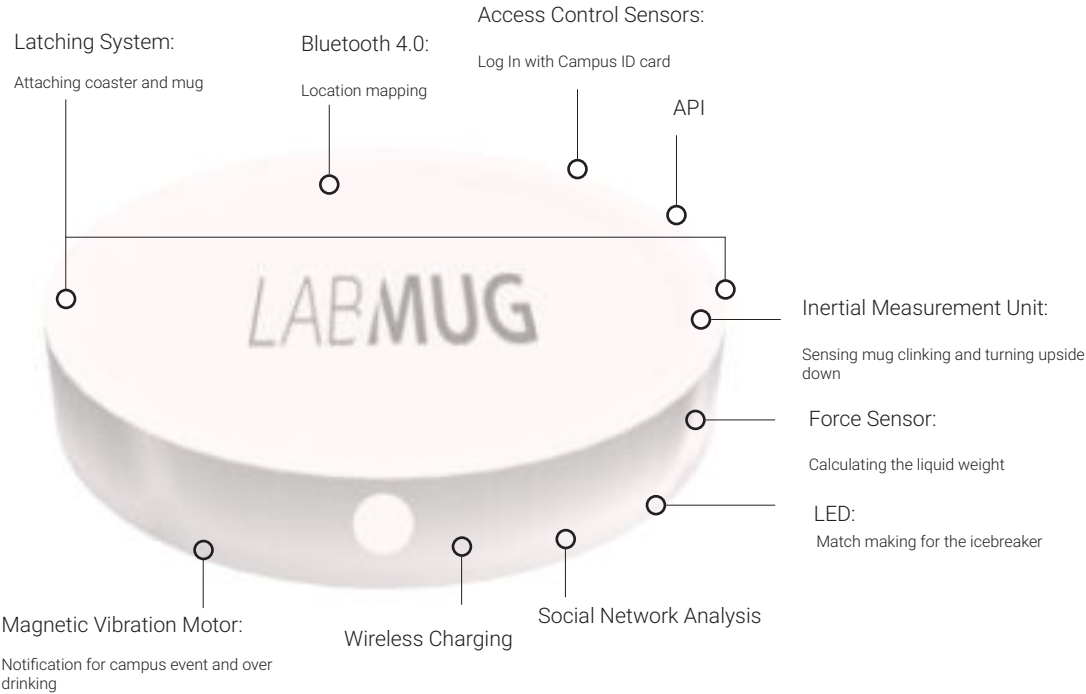 Access Control Sensors:
Log In with Campus ID card
Latching System:
Attaching coaster and mug
Bluetooth 4.0:
Location mapping
API
LABMUG
Inertial Measurement Unit:
Sensing mug clinking and turning upside
down
Force Sensor:
Calculating the liquid weight
LED:
Match making for the icebreaker
Magnetic Vibration Motor:
Notification for campus event and over
drinking
Wireless Charging
Social Network Analysis